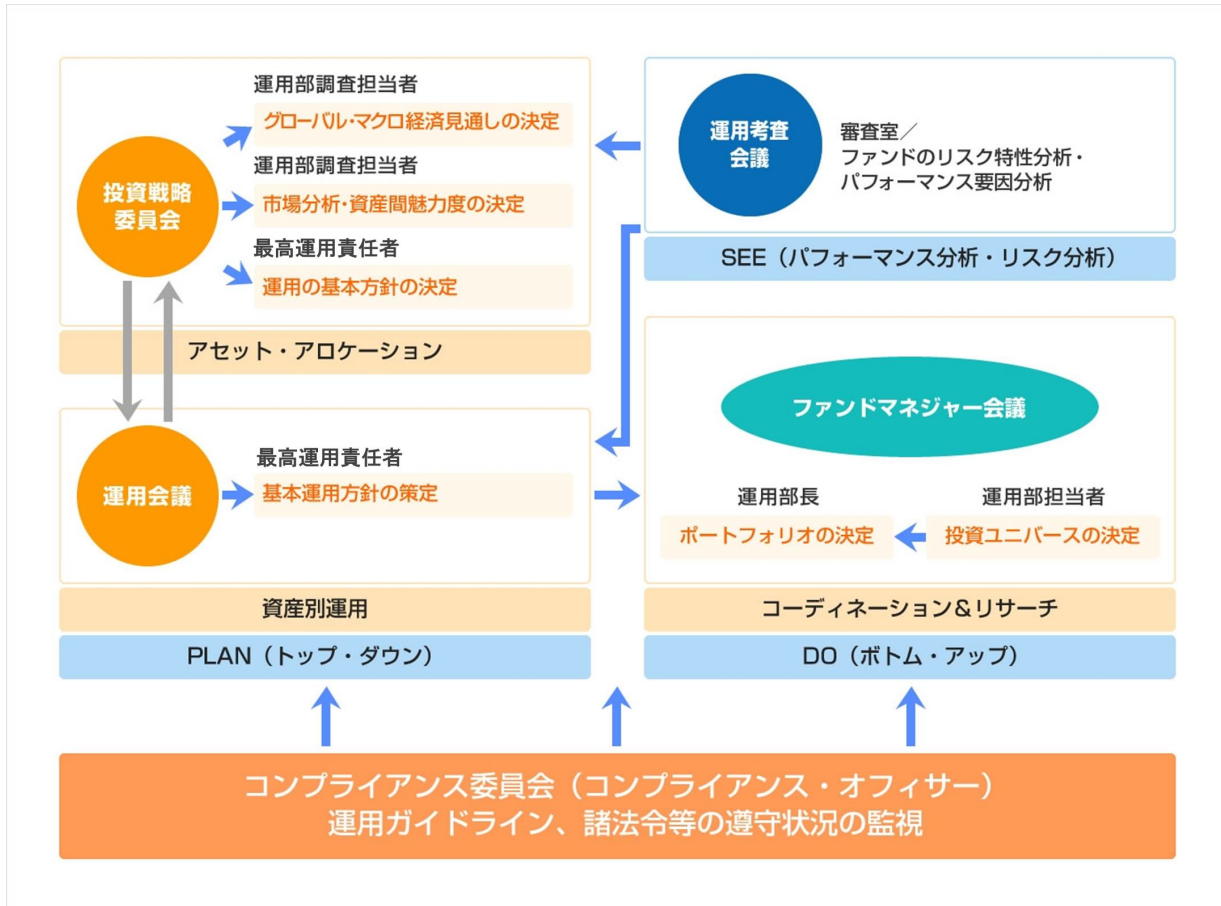 投資戦略
委員会
運用部調査担当者
グローバル・マクロ経済見通しの決定
運用部調査担当者
市場分析・資産間魅力度の決定
最高運用責任者
運用の基本方針の決定
アセット・アロケーション
運用会議
最高運用責任者
基本運用方針の策定
資産別運用
PLAN（トップ・ダウン）
運用考査
会議
審査室／
ファンドのリスク特性分析・
パフォーマンス要因分析
SEE（パフォーマンス分析・リスク分析）
ファンドマネジャー会議
運用部長
ポートフォリオの決定
運用部担当者
投資ユニバースの決定
コーディネーション＆リサーチ
DO（ボトム・アップ）
コンプライアンス委員会（コンプライアンス・オフィサー）
運用ガイドライン、諸法令等の遵守状況の監視